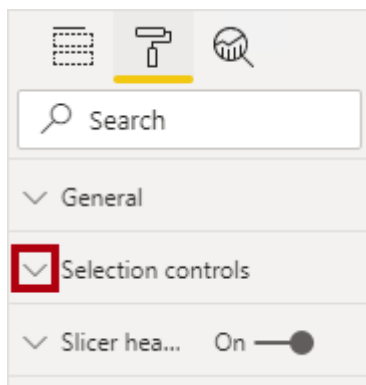 Search
General
Selection controls
Slicer hea... On